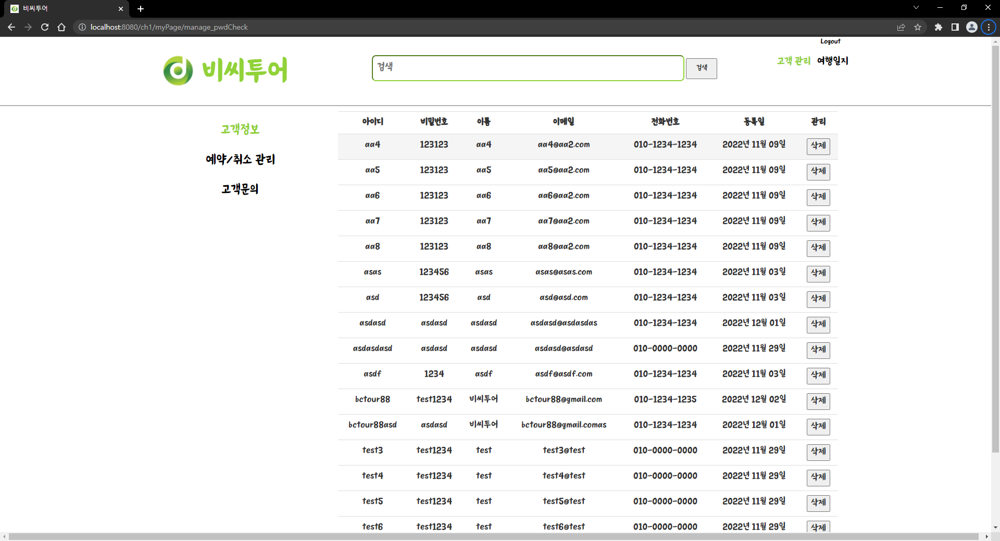 비씨투어
localhost:8080/ch1/myPage/manage_pwdCheck
Logout
비씨투어 검색 검색 고객 관리 여행일지
고객정보
예약/취소 관리
고객문의
아이디 비밀번호 이름 이메일 전화번호 등록일 관리
aa4 123123 aa4 aa4@aa2.com 010-1234-1234 2022년 11월 09일 삭제
aa5 123123 aa5 aa5@aa2.com 010-1234-1234 2022년 11월 09일 삭제
aa6 123123 aa6 aa6@aa2.com 010-1234-1234 2022년 11월 09일 삭제
aa7 123123 aa7 aa7@aa2.com 010-1234-1234 2022년 11월 09일 삭제
aa8 123123 aa8 aa8@aa2.com 010-1234-1234 2022년 11월 09일 삭제
asas 123456 asas asas@asas.com 010-1234-1234 2022년 11월 03일 삭제
asd 123456 asd asd@asd.com 010-1234-1234 2022년 11월 03일 삭제
asdasd asdasd asdasd asdasd@asdasdas 010-1234-1234 2022년 12월 01일 삭제
asdasdasd asdasd asdasd asdasd@asdasd 010-0000-0000 2022년 11월 29일 삭제
asdf 1234 asdf asdf@asdf.com 010-1234-1234 2022년 11월 03일 삭제
bctour88 test1234 비씨투어 bctour88@gmail.com 010-1234-1235 2022년 12월 02일 삭제
bctour88asd asdasd 비씨투어 bctour88@gmail.comas 010-1234-1234 2022년 12월 01일 삭제
test3 test1234 test test3@test 010-0000-0000 2022년 11월 29일 삭제
test4 test1234 test test4@test 010-0000-0000 2022년 11월 29일 삭제
test5 test1234 test test5@test 010-0000-0000 2022년 11월 29일 삭제
test6 test1234 test test6@test 010-0000-0000 2022년 11월 29일 삭제